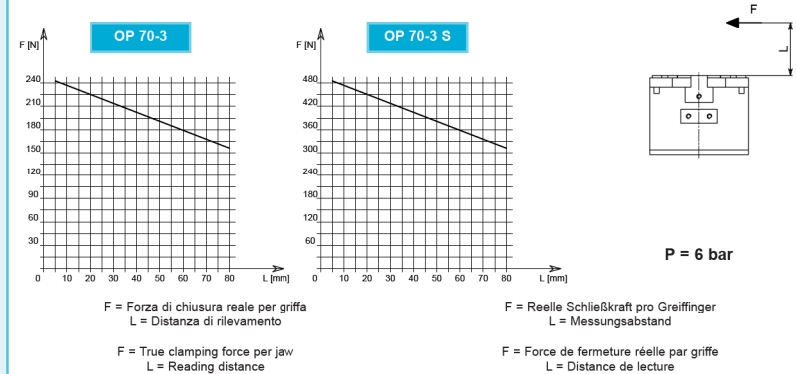 OP 70-3
F [N]
240
210
180
150
120
90
60
30
0 10 20 30 40 50 60 70 80 L [mm]
OP 70-3 S
F [N]
480
420
360
300
240
180
120
60
0 10 20 30 40 50 60 70 80 L [mm]
F
L
P = 6 bar
F = Forza di chiusura reale per griffa
L = Distanza di rilevamento
F = Reelle Schließkraft pro Greiffinger
L = Messungsabstand
F = True clamping force per jaw
L = Reading distance
F = Force de fermeture réelle par griffe
L = Distance de lecture